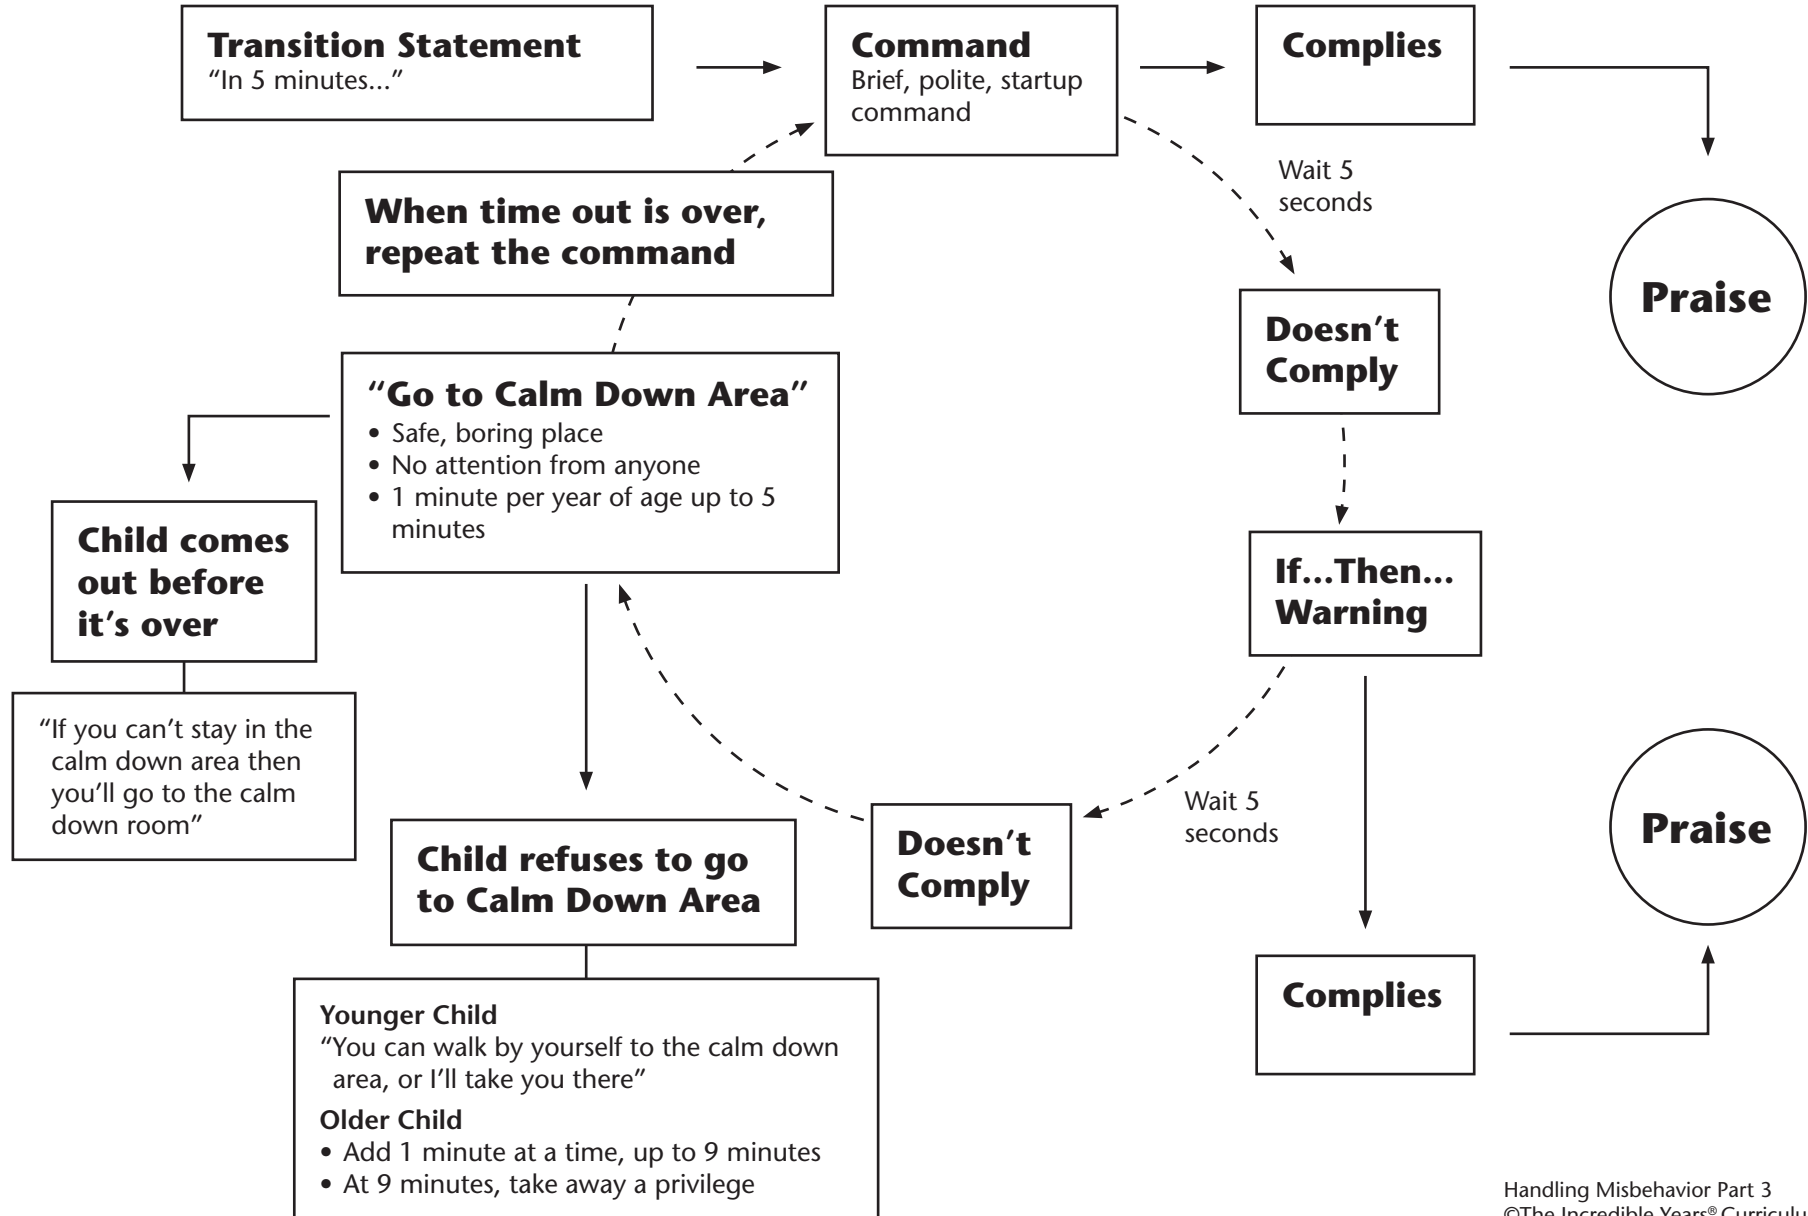 Transition Statement
“In 5 minutes...”
Command
Brief, polite, startup
command
Complies
Wait 5
seconds
Praise
When time out is over,
repeat the command
Doesn’t
Comply
“Go to Calm Down Area”
• Safe, boring place
• No attention from anyone
• 1 minute per year of age up to 5
minutes
Child comes
out before
it’s over
If...Then...
Warning
“If you can’t stay in the
calm down area then
you’ll go to the calm
down room”
Wait 5
seconds
Doesn’t
Comply
Praise
Child refuses to go
to Calm Down Area
Complies
Younger Child
“You can walk by yourself to the calm down
area, or I’ll take you there”
Older Child
• Add 1 minute at a time, up to 9 minutes
• At 9 minutes, take away a privilege
Handling Misbehavior Part 3
©The Incredible Years®